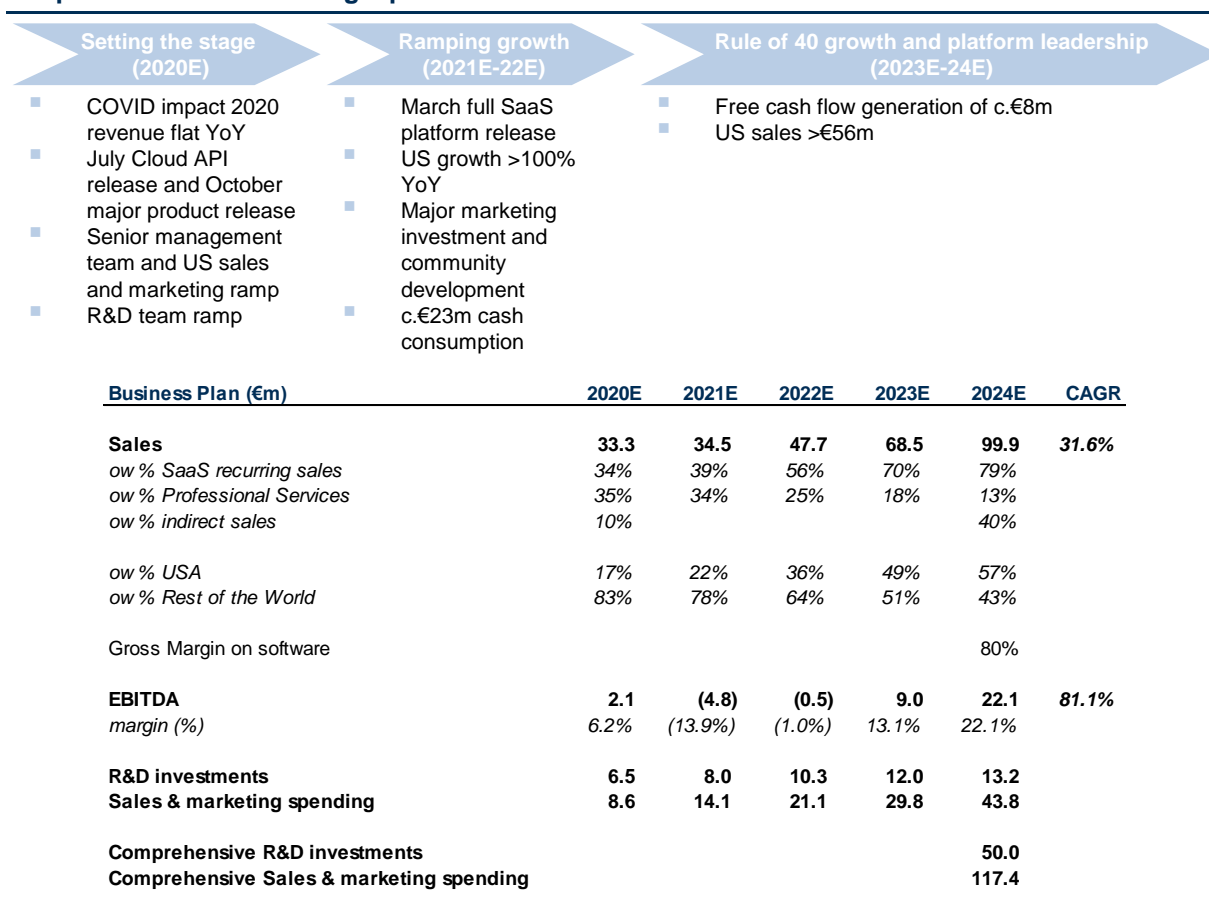 Setting the stage
(2020E)
Ramping growth
(2021E-22E)
Rule of 40 growth and platform leadership
(2023E-24E)
COVID impact 2020
revenue flat YoY
July Cloud API
release and October
major product release
Senior management
team and US sales
and marketing ramp
R&D team ramp
March full SaaS
platform release
US growth >100%
YoY
Major marketing
investment and
community
development
c.€23m cash
consumption
Free cash flow generation of c.€8m
US sales >€56m
Business Plan (€m) 2020E 2021E 2022E 2023E 2024E CAGR
Sales 33.3 34.5 47.7 68.5 99.9 31.6%
ow % SaaS recurring sales 34% 39% 56% 70% 79%
ow % Professional Services 35% 34% 25% 18% 13%
ow % indirect sales 10% 40%
ow % USA 17% 22% 36% 49% 57%
ow % Rest of the World 83% 78% 64% 51% 43%
Gross Margin on software 80%
EBITDA 2.1 (4.8) (0.5) 9.0 22.1 81.1%
margin (%) 6.2% (13.9%) (1.0%) 13.1% 22.1%
R&D investments 6.5 8.0 10.3 12.0 13.2
Sales & marketing spending 8.6 14.1 21.1 29.8 43.8
Comprehensive R&D investments 50.0
Comprehensive Sales & marketing spending 117.4